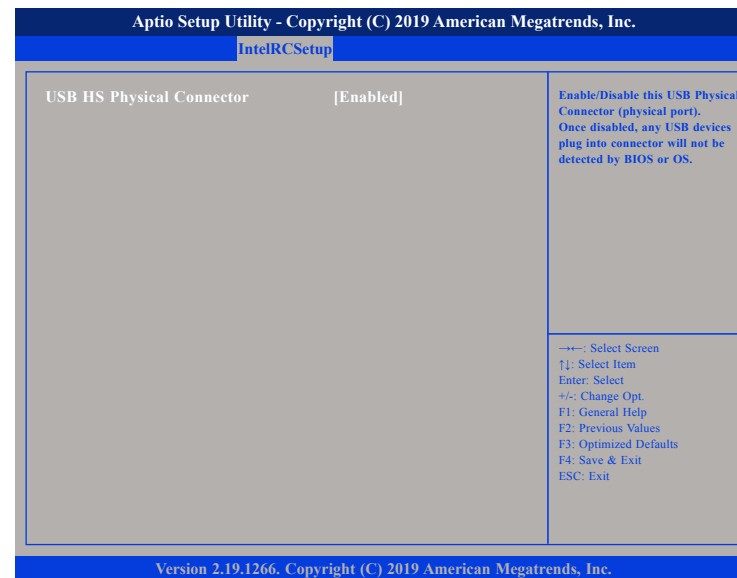 Aptio Setup Utility - Copyright (C) 2019 American Megatrends, Inc.
IntelRCSetup
USB HS Physical Connector [Enabled]
Enable/Disable this USB Physical
Connector (physical port).
Once disabled, any USB devices
plug into connector will not be
detected by BIOS or OS.
→←: Select Screen
↑↓: Select Item
Enter: Select
+/-: Change Opt.
F1: General Help
F2: Previous Values
F3: Optimized Defaults
F4: Save & Exit
ESC: Exit
Version 2.19.1266. Copyright (C) 2019 American Megatrends, Inc.